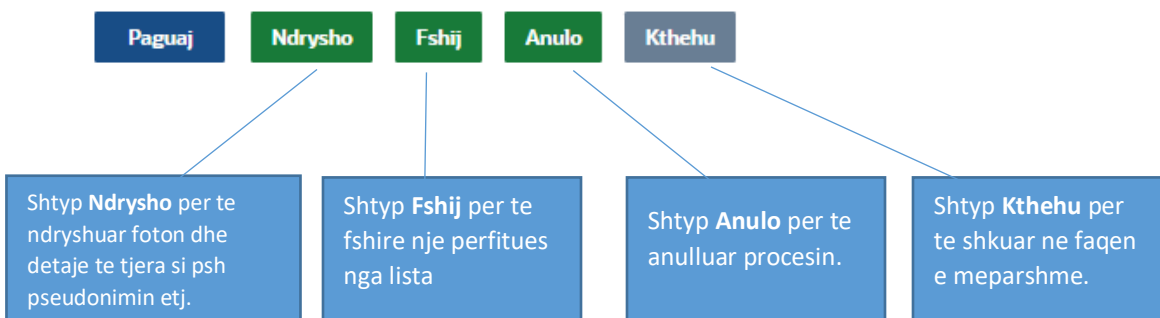 Paguaj
Ndrysho
Fshij
Anulo
Kthehu
Shtyp Ndrysho per te
ndryshuar foton dhe
detaje te tjera si psh
pseudonimin etj.
Shtyp Fshij per te
fshire nje perfitues
nga lista
Shtyp Anulo per te
anulluar procesin.
Shtyp Kthehu per
te shkuar ne faqen
e meparshme.